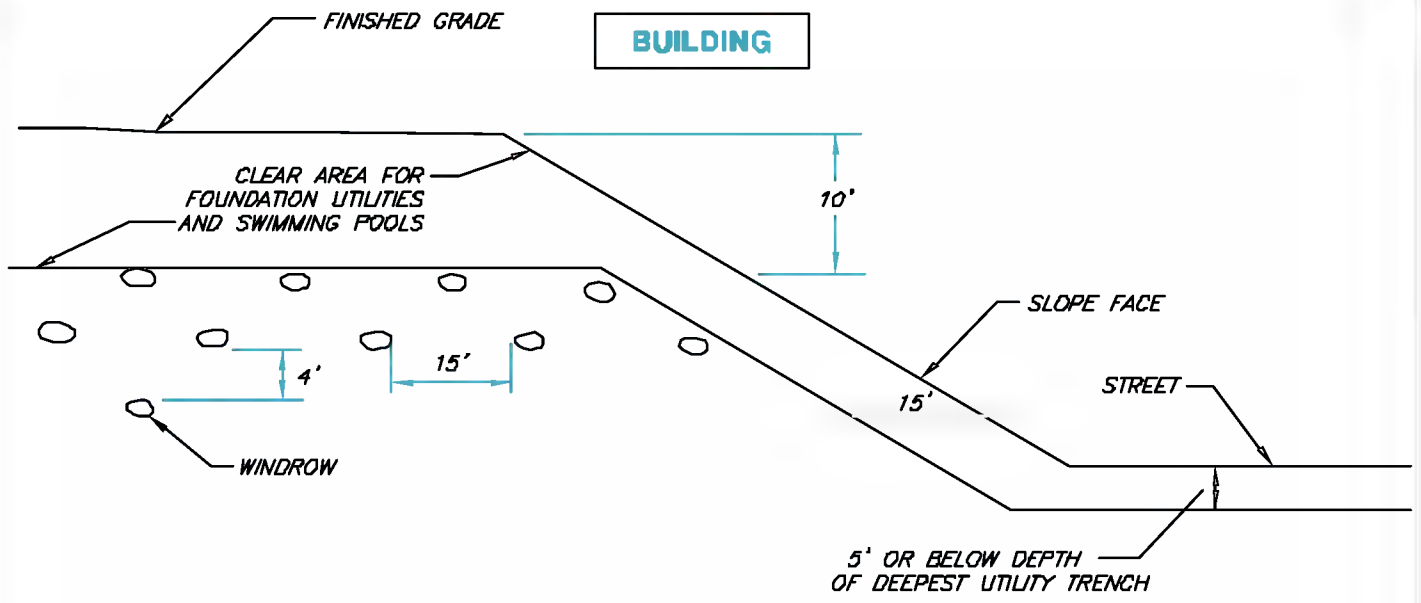 FINISHED GRADE
BUILDING
CLEAR AREA FOR
FOUNDATION UTILITIES
AND SWIMMING POOLS
10'
SLOPE FACE
15'
4'
15'
STREET
WINDROW
5' OR BELOW DEPTH
OF DEEPEST UTILITY TRENCH